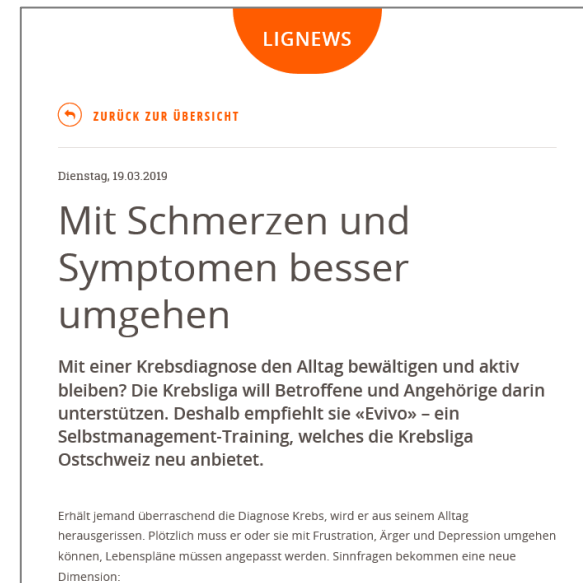 LIGNEWS
ZURÜCK ZUR ÜBERSICHT
Dienstag, 19.03.2019
Mit Schmerzen und
Symptomen besser
umgehen
Mit einer Krebsdiagnose den Alltag bewältigen und aktiv
bleiben? Die Krebsliga will Betroffene und Angehörige darin
unterstützen. Deshalb empfiehlt sie «Evivo» – ein
Selbstmanagement-Training, welches die Krebsliga
Ostschweiz neu anbietet.
Erhält jemand überraschend die Diagnose Krebs, wird er aus seinem Alltag
herausgerissen. Plötzlich muss er oder sie mit Frustration, Ärger und Depression umgehen
können, Lebenspläne müssen angepasst werden. Sinnfragen bekommen eine neue
Dimension: